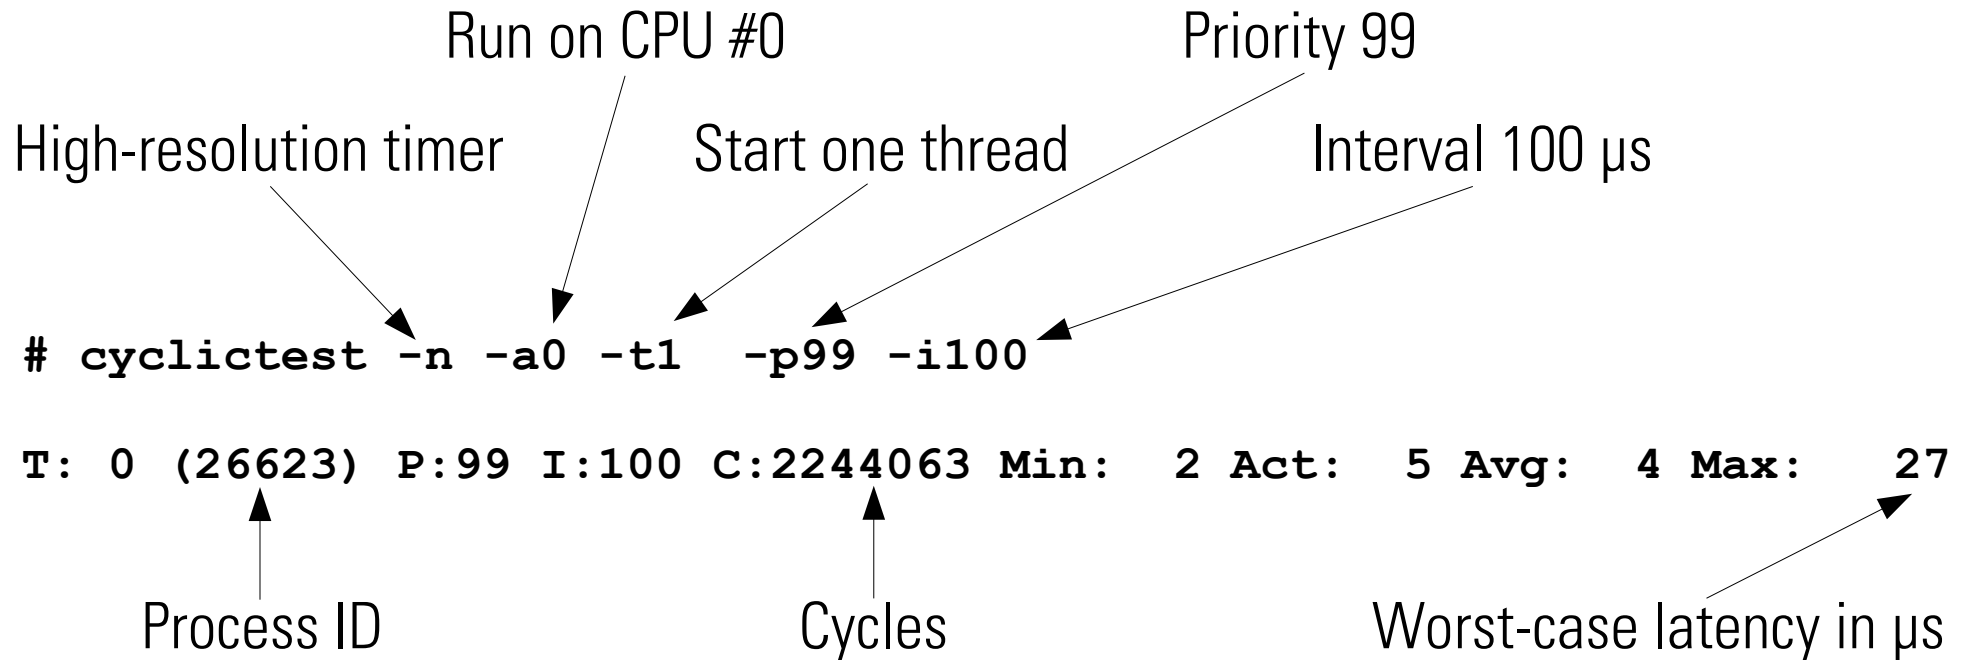 Run on CPU #0 Priority 99
High-resolution timer Start one thread Interval 100 µs
# cyclictest -n -a0 -t1 -p99 -i100
T: 0 (26623) P:99 I:100 C:2244063 Min: 2 Act: 5 Avg: 4 Max: 27
Process ID Cycles Worst-case latency in µs